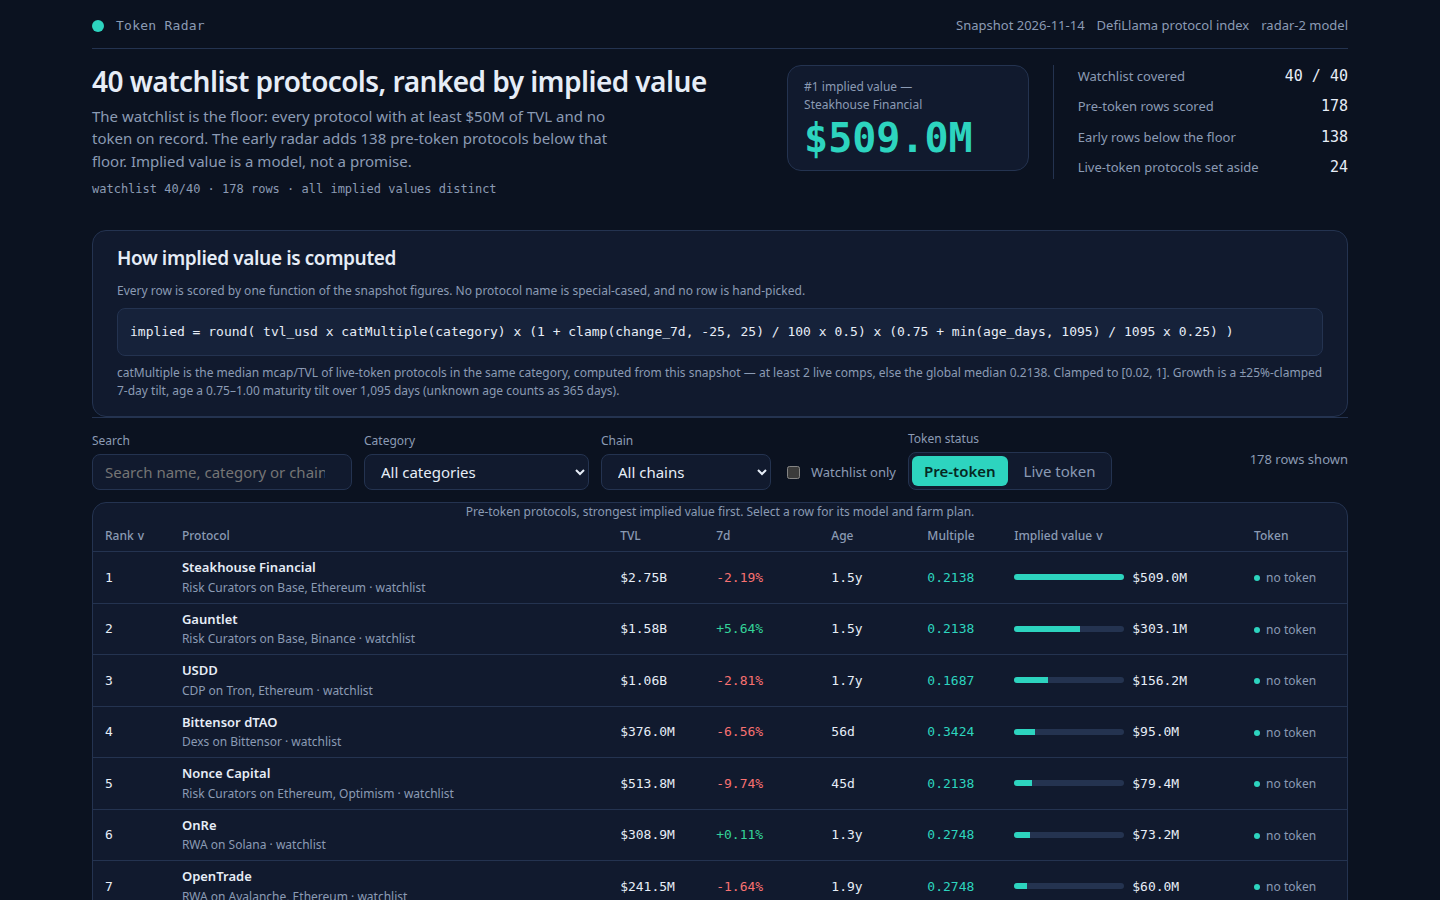 Token Radar
Snapshot 2026-11-14 DefiLlama protocol index radar-2 model
40 watchlist protocols, ranked by implied value
The watchlist is the floor: every protocol with at least $50M of TVL and no
token on record. The early radar adds 138 pre-token protocols below that
floor. Implied value is a model, not a promise.
watchlist 40/40 · 178 rows · all implied values distinct
#1 implied value —
Steakhouse Financial
$509.0M
Watchlist covered 40 / 40
Pre-token rows scored 178
Early rows below the floor 138
Live-token protocols set aside 24
How implied value is computed
Every row is scored by one function of the snapshot figures. No protocol name is special-cased, and no row is hand-picked.
implied = round( tvl_usd x catMultiple(category) x (1 + clamp(change_7d, -25, 25) / 100 x 0.5) x (0.75 + min(age_days, 1095) / 1095 x 0.25) )
catMultiple is the median mcap/TVL of live-token protocols in the same category, computed from this snapshot — at least 2 live comps, else the global median 0.2138. Clamped to [0.02, 1]. Growth is a ±25%-clamped
7-day tilt, age a 0.75–1.00 maturity tilt over 1,095 days (unknown age counts as 365 days).
Search Category Chain Token status
Search name, category or chain All categories All chains Watchlist only Pre-token Live token 178 rows shown
Pre-token protocols, strongest implied value first. Select a row for its model and farm plan.
Rank v Protocol TVL 7d Age Multiple Implied value v Token
1 Steakhouse Financial $2.75B -2.19% 1.5y 0.2138 $509.0M no token
Risk Curators on Base, Ethereum · watchlist
2 Gauntlet $1.58B +5.64% 1.5y 0.2138 $303.1M no token
Risk Curators on Base, Binance · watchlist
3 USDD $1.06B -2.81% 1.7y 0.1687 $156.2M no token
CDP on Tron, Ethereum · watchlist
4 Bittensor dTAO $376.0M -6.56% 56d 0.3424 $95.0M no token
Dexs on Bittensor · watchlist
5 Nonce Capital $513.8M -9.74% 45d 0.2138 $79.4M no token
Risk Curators on Ethereum, Optimism · watchlist
6 OnRe $308.9M +0.11% 1.3y 0.2748 $73.2M no token
RWA on Solana · watchlist
7 OpenTrade $241.5M -1.64% 1.9y 0.2748 $60.0M no token
RWA on Avalanche, Ethereum · watchlist